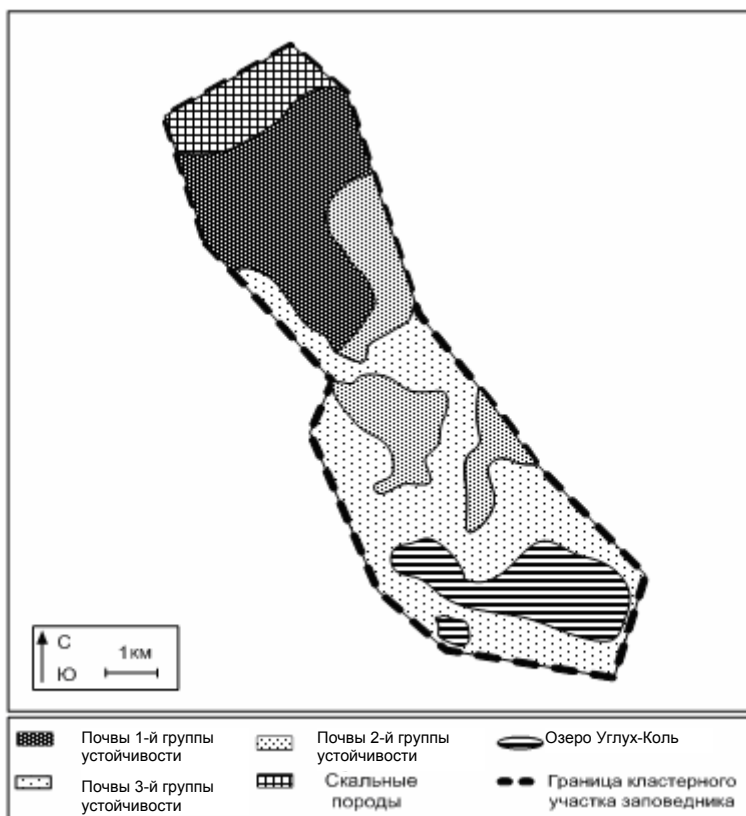 С
Ю
1км
Почвы 1-й группы
устойчивости
Почвы 2-й группы
устойчивости
Озеро Углух-Коль
Почвы 3-й группы
устойчивости
Скальные
породы
Граница кластерного
участка заповедника